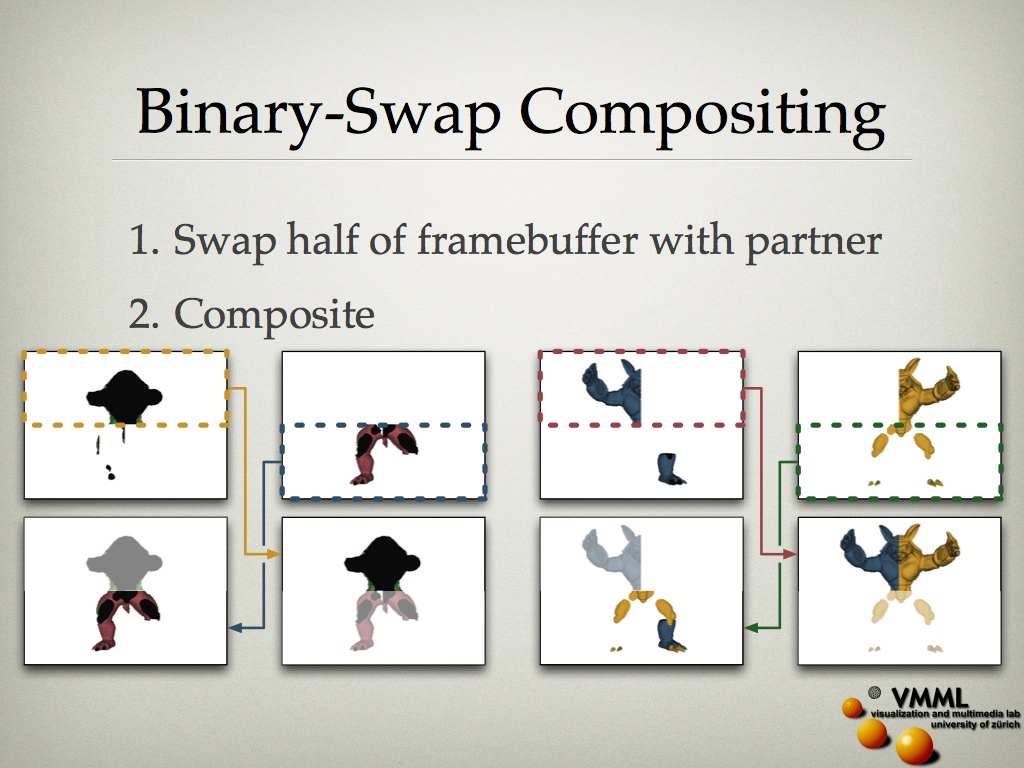 Binary-Swap Compositing
1. Swap half of framebuffer with partner
2. Composite
VMML
visualization and multimedia lab
university of zürich